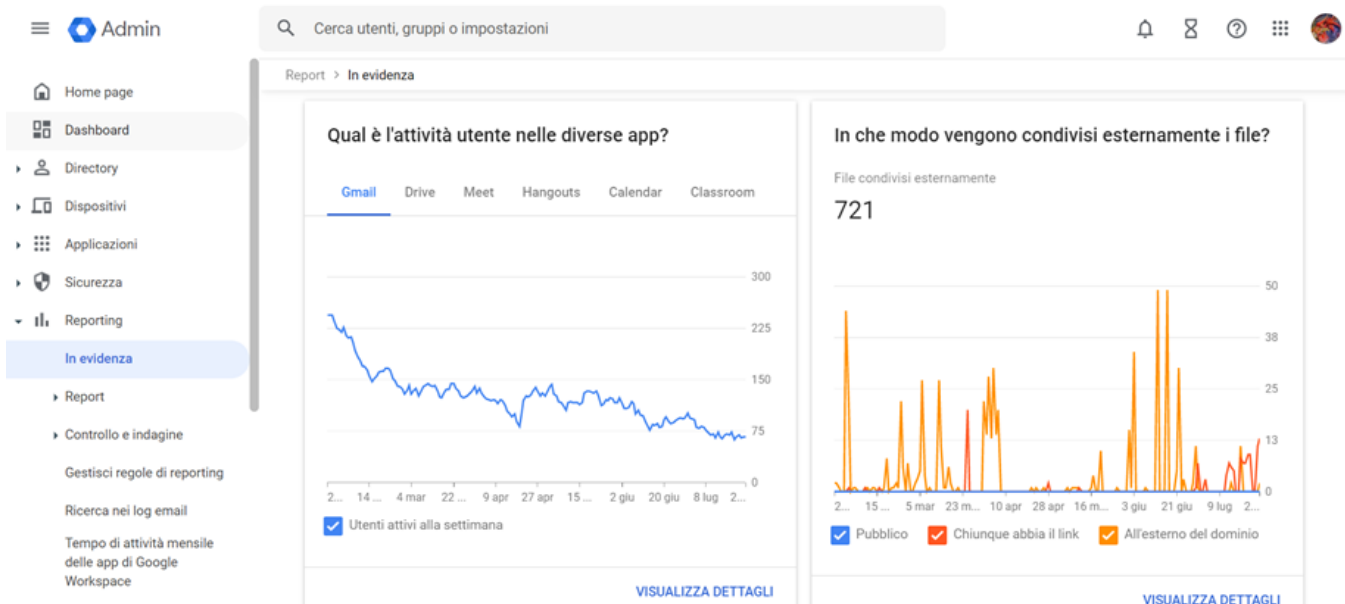 Admin
Cerca utenti, gruppi o impostazioni
Home page
Dashboard
Directory
Dispositivi
Applicazioni
Sicurezza
Reporting
In evidenza
Report
Controllo e indagine
Gestisci regole di reporting
Ricerca nei log email
Tempo di attività mensile
delle app di Google
Workspace
Report > In evidenza
Qual è l'attività utente nelle diverse app?
Gmail Drive Meet Hangouts Calendar Classroom
300
225
150
75
0
2... 14 ... 4 mar 22 ... 9 apr 27 apr 15 ... 2 giu 20 giu 8 lug 2...
Utenti attivi alla settimana
VISUALIZZA DETTAGLI
In che modo vengono condivisi esternamente i file?
File condivisi esternamente
721
50
38
25
13
0
2... 15 ... 5 mar 23 m... 10 apr 28 apr 16 m... 3 giu 21 giu 9 lug 2...
Pubblico Chiunque abbia il link All'esterno del dominio
VISUALIZZA DETTAGLI